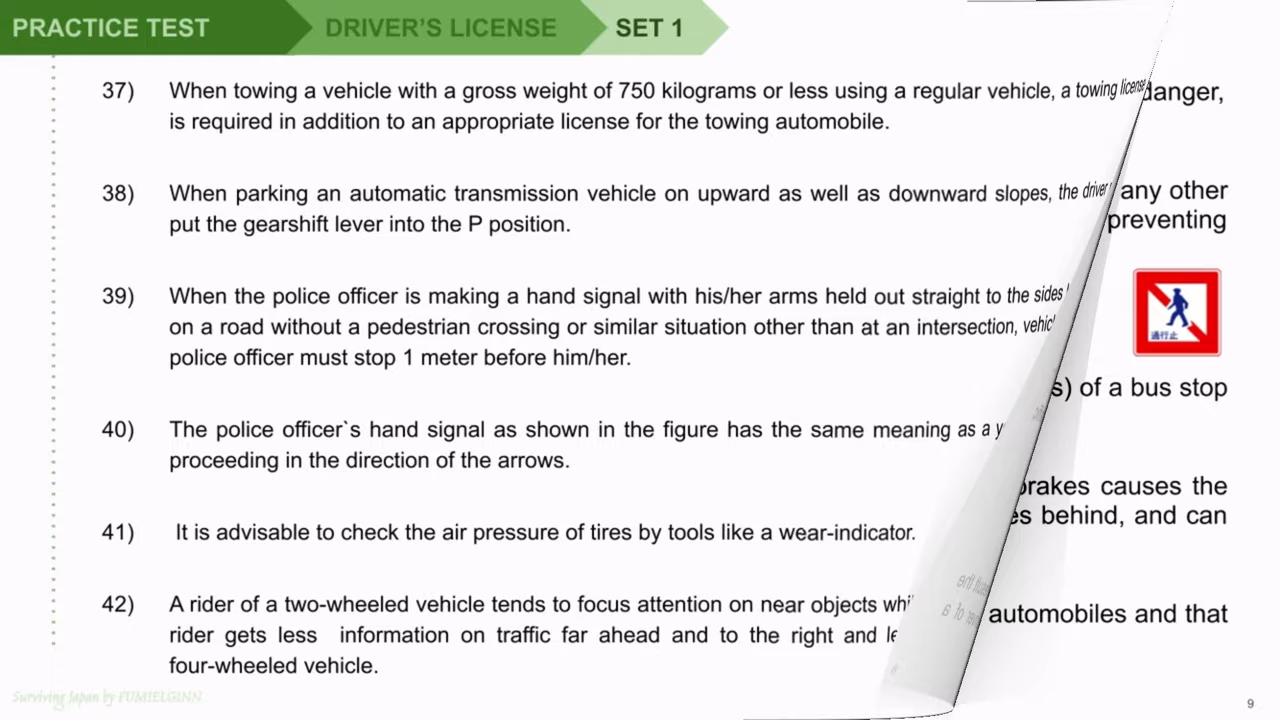 PRACTICE TEST DRIVER'S LICENSE SET 1
37) When towing a vehicle with a gross weight of 750 kilograms or less using a regular vehicle, a towing license danger,
is required in addition to an appropriate license for the towing automobile.
38) When parking an automatic transmission vehicle on upward as well as downward slopes, the driver any other
put the gearshift lever into the P position. preventing
39) When the police officer is making a hand signal with his/her arms held out straight to the sides
通行止
on a road without a pedestrian crossing or similar situation other than at an intersection,
police officer must stop 1 meter before him/her.
of a bus stop
40) The police officer`s hand signal as shown in the figure has the same meaning as a
proceeding in the direction of the arrows.
brakes causes the
behind, and can
41) It is advisable to check the air pressure of tires by tools like a wear-indicator.
42) A rider of a two-wheeled vehicle tends to focus attention on near objects
automobiles and that
rider gets less information on traffic far ahead and to the right and
four-wheeled vehicle.
Surviving Japan by FUMIELGINN
9